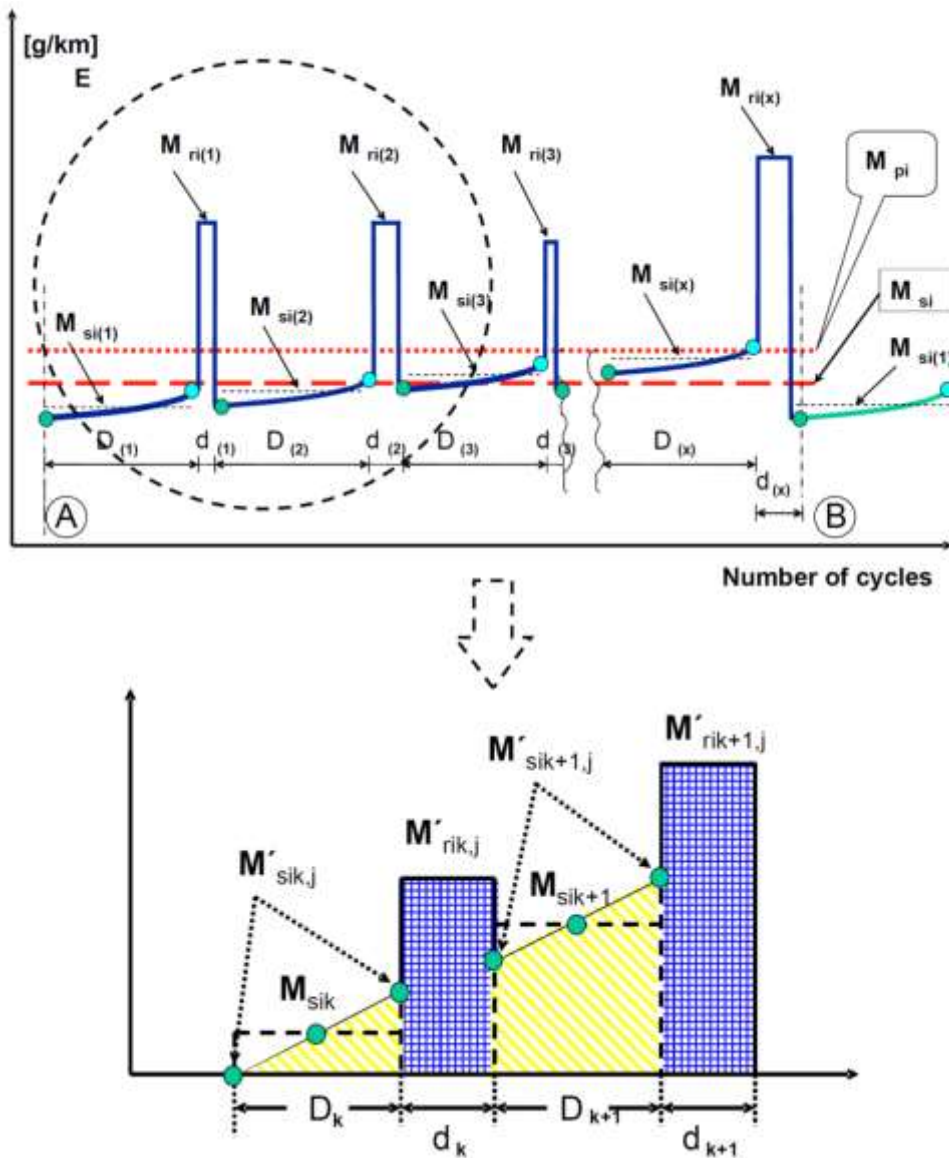 [g/km]
E
M ri(1)
M ri(2)
M ri(3)
M ri(x)
M pi
M si(1)
M si(2)
M si(3)
M si(x)
M si
M si(1)
D (1) d (1) D (2) d (2) D (3) d (3) D (x)
d (x)
A B
Number of cycles
M´ sik,j
M´ rik,j
M´ sik+1,j
M´ rik+1,j
M sik
M sik+1
D k d k D k+1 d k+1